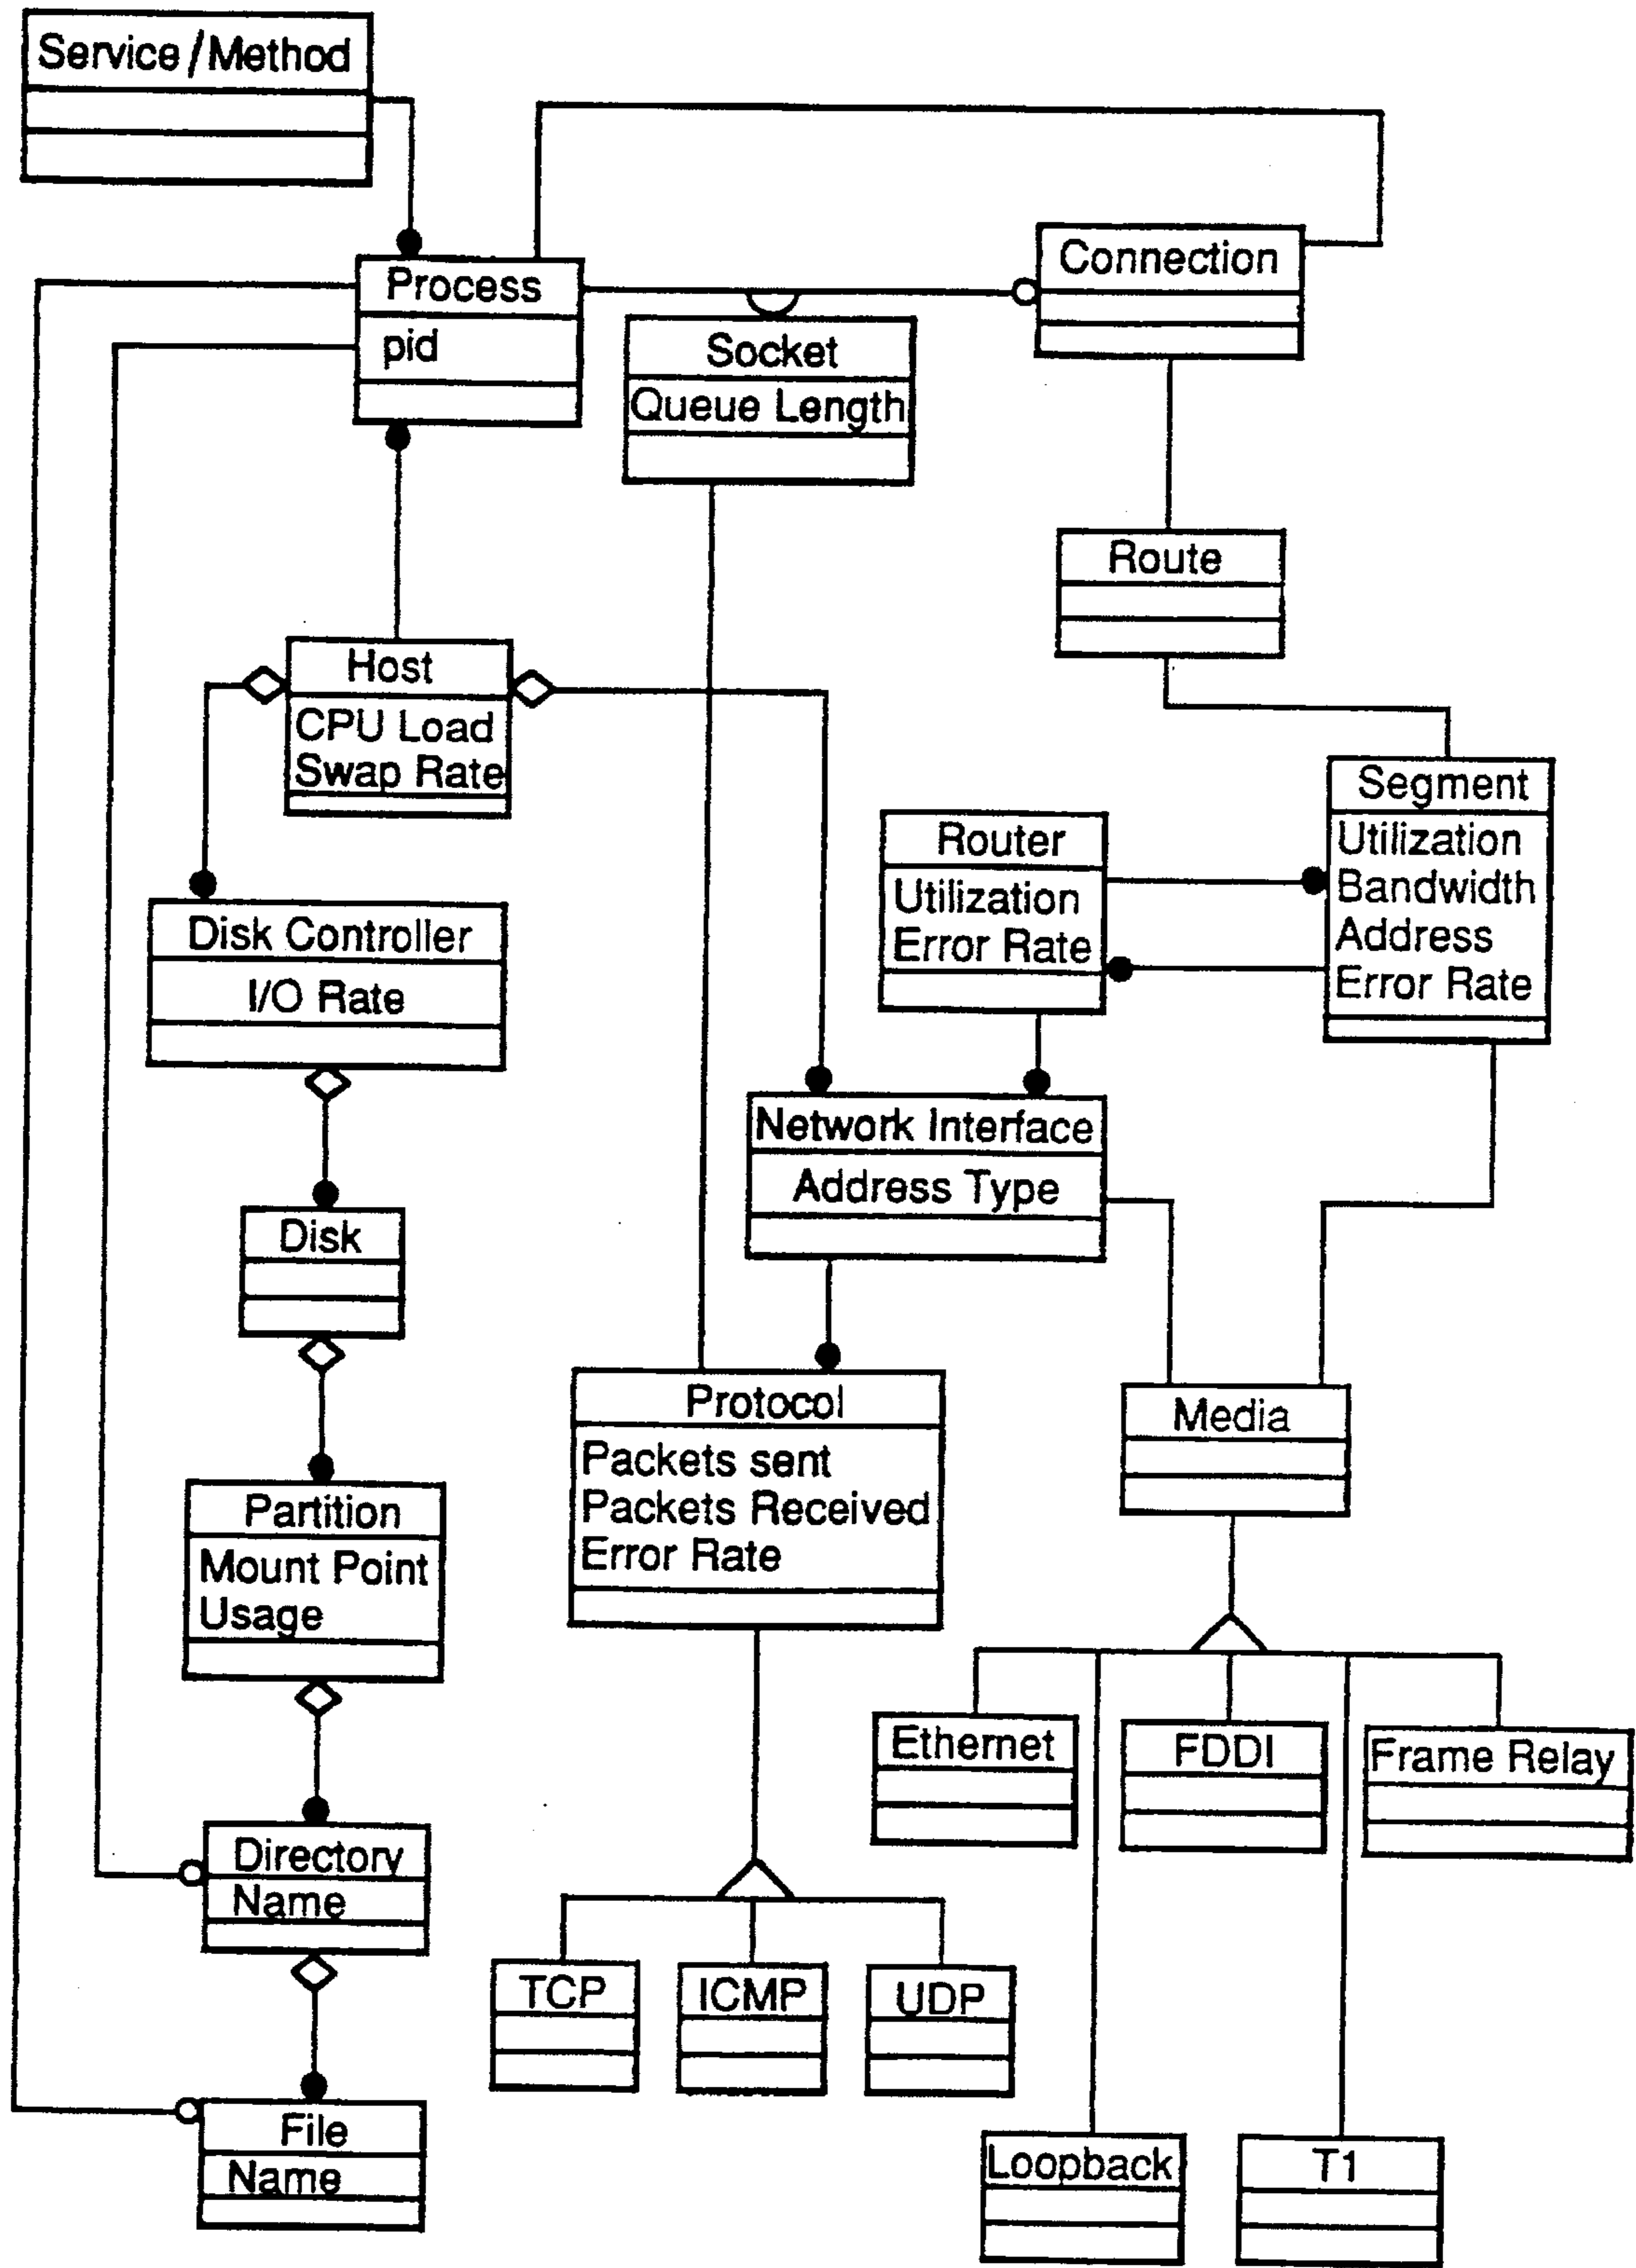 Service/Method
Process
pid
Connection
Socket
Queue Length
Route
Host
CPU Load
Swap Rate
Segment
Utilization
Bandwidth
Address
Error Rate
Router
Utilization
Error Rate
Disk Controller
I/O Rate
Network Interface
Address Type
Disk
Protocol
Packets sent
Packets Received
Error Rate
Media
Partition
Mount Point
Usage
Ethernet
FDDI
Frame Relay
Directory
Name
TCP
ICMP
UDP
File
Name
Loopback
T1